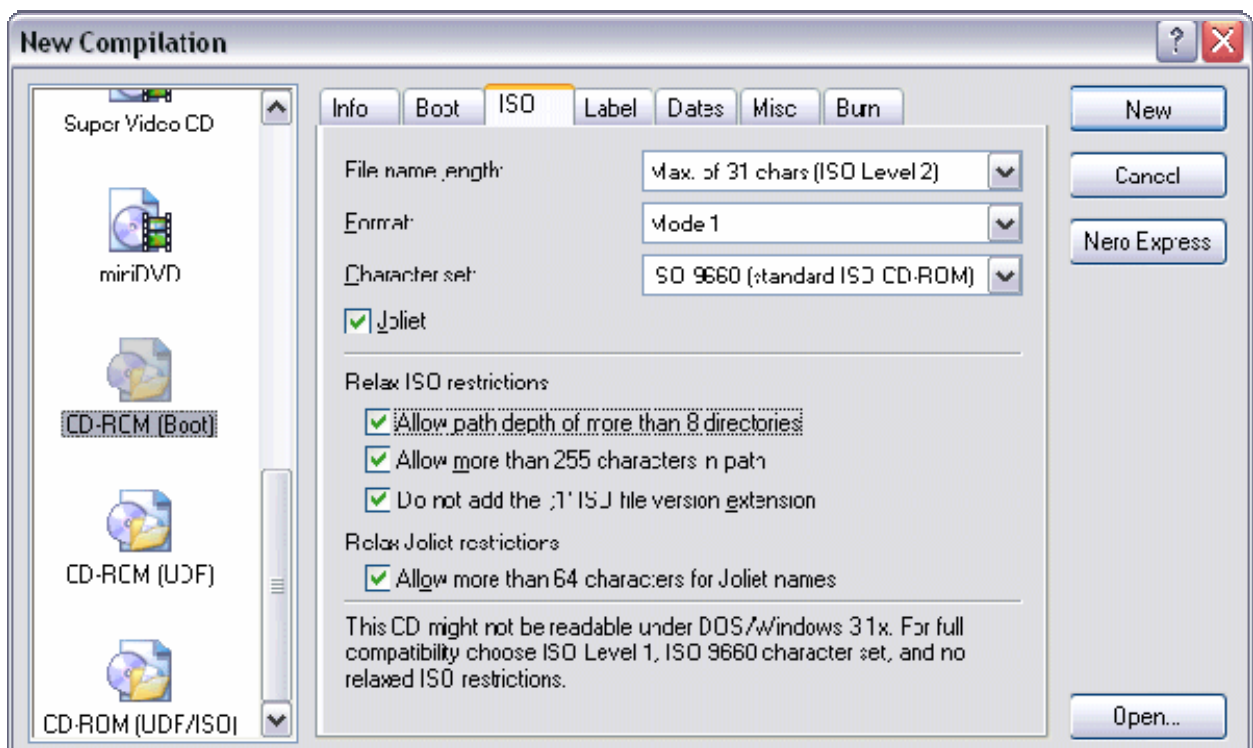 New Compilation
Super Video CD
miniDVD
CD-ROM (Boot)
CD-ROM (UDF)
CD-ROM (UDF/ISO)
Info Boot ISO Label Dates Misc Burn
File name length: Max. of 31 chars (ISO Level 2)
Format: Mode 1
Character set: ISO 9660 (standard ISO CD-ROM)
Joliet
Relax ISO restrictions
Allow path depth of more than 8 directories
Allow more than 255 characters in path
Do not add the ';1' ISO file version extension
Relax Joliet restrictions
Allow more than 64 characters for Joliet names
This CD might not be readable under DOS/Windows 3.1x. For full
compatibility choose ISO Level 1, ISO 9660 character set, and no
relaxed ISO restrictions.
New
Cancel
Nero Express
Open...